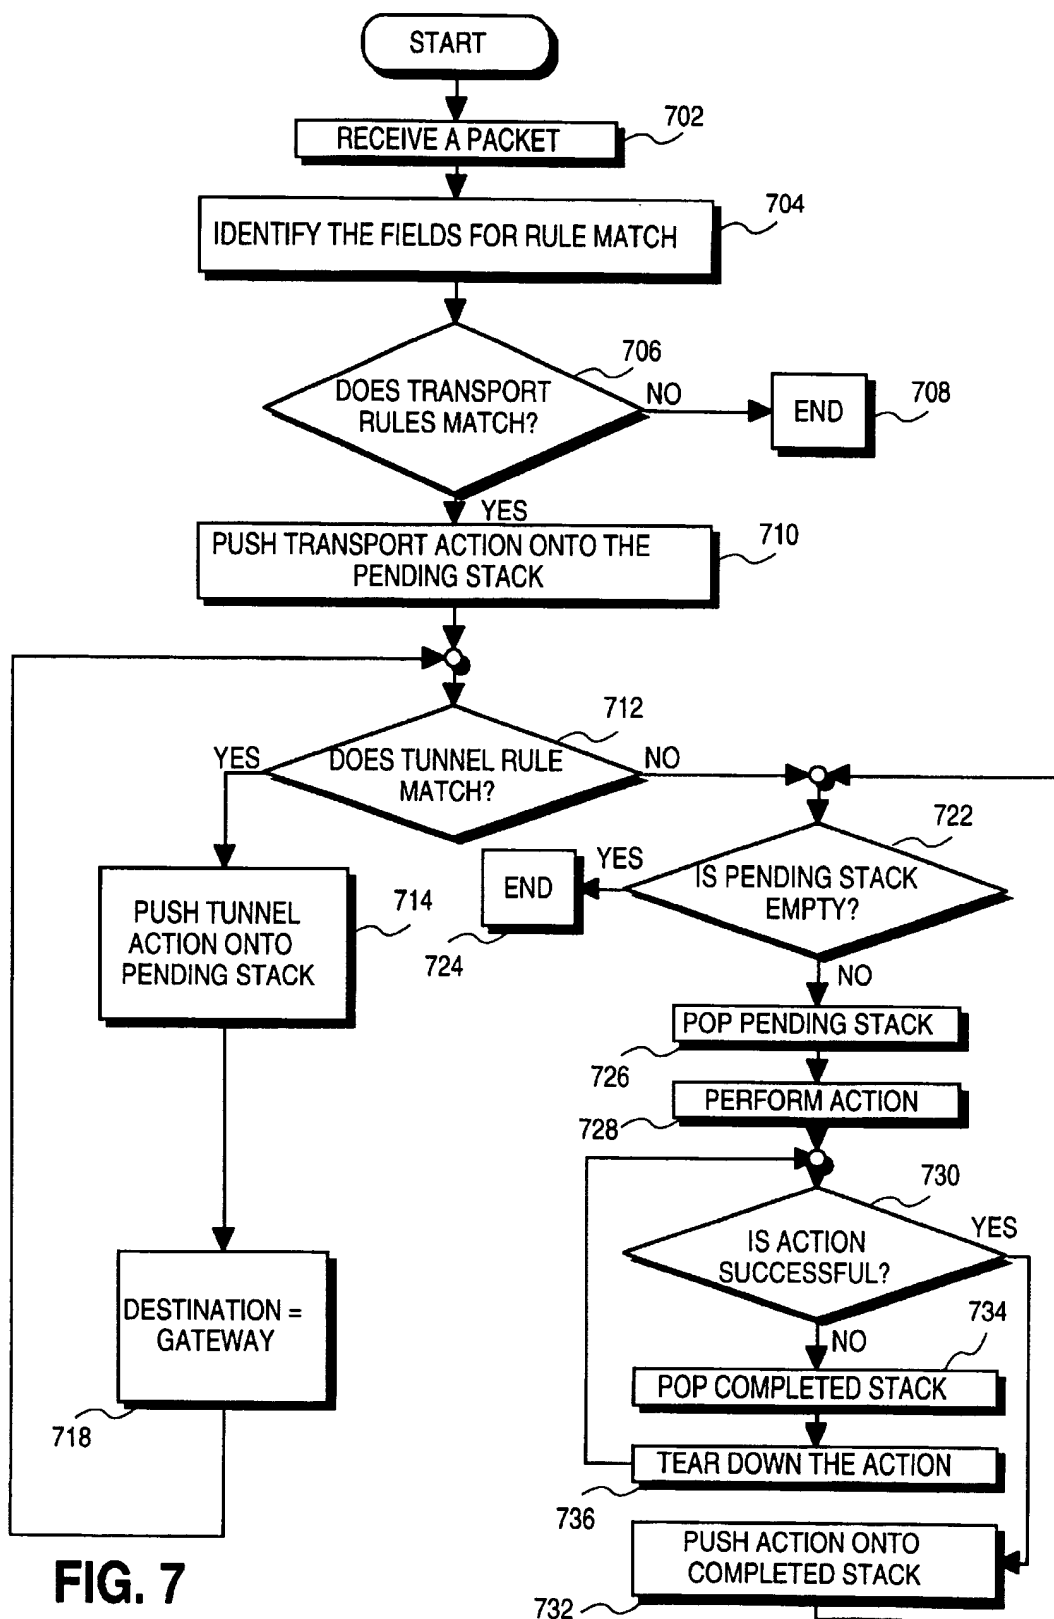 START
RECEIVE A PACKET
702
IDENTIFY THE FIELDS FOR RULE MATCH
704
DOES TRANSPORT
RULES MATCH?
706
NO
END
708
YES
PUSH TRANSPORT ACTION ONTO THE
PENDING STACK
710
DOES TUNNEL RULE
MATCH?
712
YES
NO
PUSH TUNNEL
ACTION ONTO
PENDING STACK
714
DESTINATION =
GATEWAY
718
IS PENDING STACK
EMPTY?
722
YES
END
724
NO
POP PENDING STACK
726
PERFORM ACTION
728
IS ACTION
SUCCESSFUL?
730
YES
NO
734
POP COMPLETED STACK
TEAR DOWN THE ACTION
736
PUSH ACTION ONTO
COMPLETED STACK
732
FIG. 7